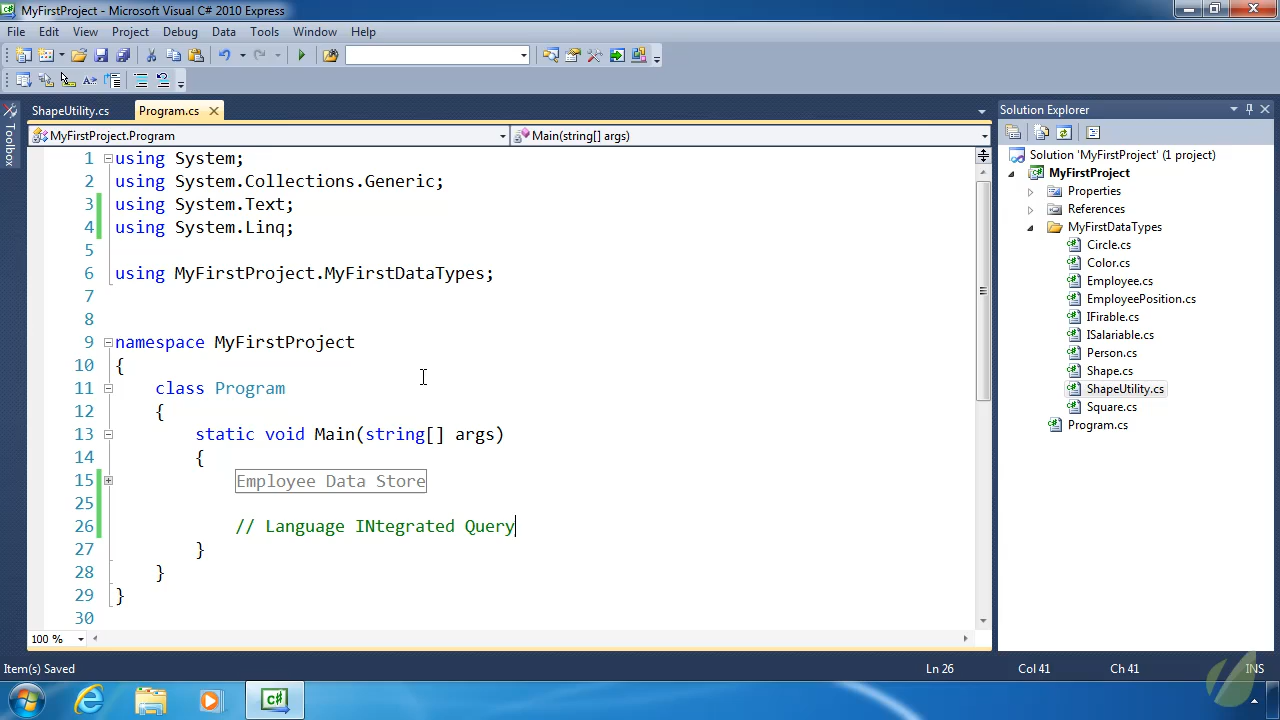 MyFirstProject - Microsoft Visual C# 2010 Express
File Edit View Project Debug Data Tools Window Help
ShapeUtility.cs Program.cs
Toolbox
MyFirstProject.Program Main(string[] args)
1 using System;
2 using System.Collections.Generic;
3 using System.Text;
4 using System.Linq;
5
6 using MyFirstProject.MyFirstDataTypes;
7
8
9 namespace MyFirstProject
10 {
11 class Program
12 {
13 static void Main(string[] args)
14 {
15 Employee Data Store
25
26 // Language INtegrated Query
27 }
28 }
29 }
30
100 %
Solution Explorer
Solution 'MyFirstProject' (1 project)
MyFirstProject
Properties
References
MyFirstDataTypes
Circle.cs
Color.cs
Employee.cs
EmployeePosition.cs
IFirable.cs
ISalariable.cs
Person.cs
Shape.cs
ShapeUtility.cs
Square.cs
Program.cs
Item(s) Saved Ln 26 Col 41 Ch 41 INS
C#